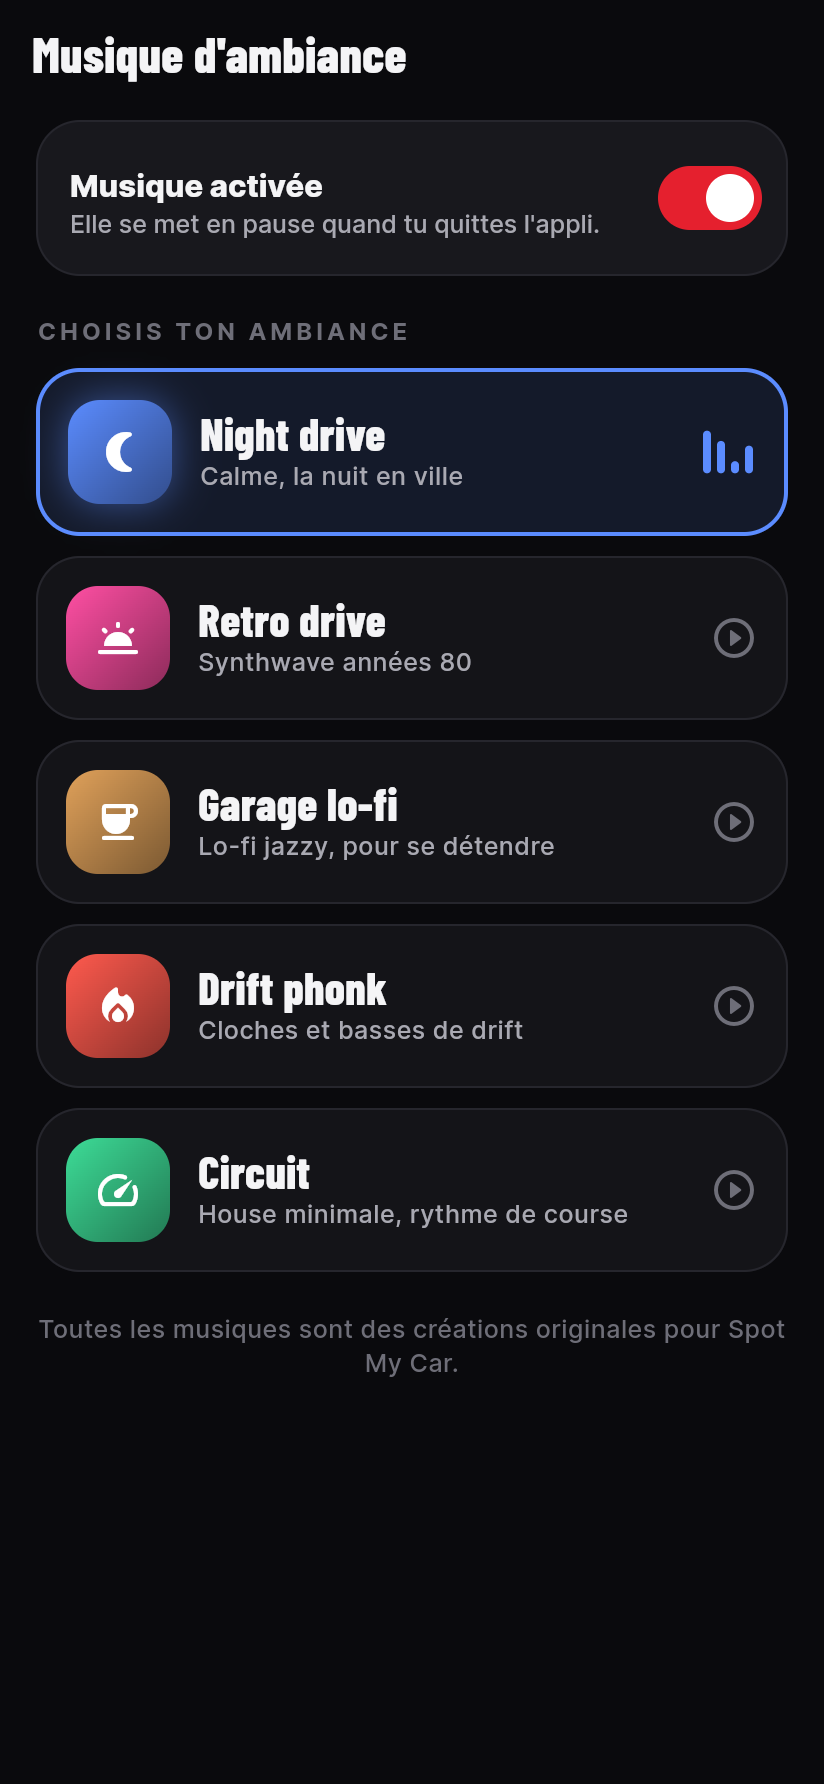 Musique d'ambiance
Musique activée
Elle se met en pause quand tu quittes l'appli.
CHOISIS TON AMBIANCE
Night drive
Calme, la nuit en ville
Retro drive
Synthwave années 80
Garage lo-fi
Lo-fi jazzy, pour se détendre
Drift phonk
Cloches et basses de drift
Circuit
House minimale, rythme de course
Toutes les musiques sont des créations originales pour Spot
My Car.